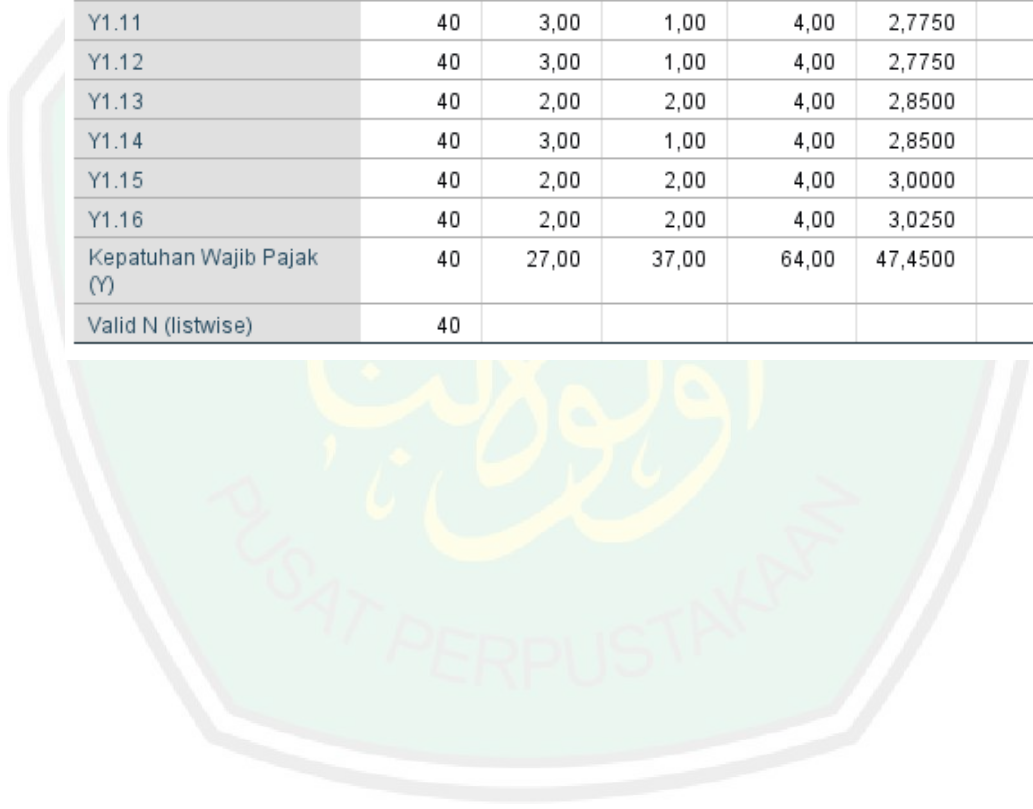 Y1.11 40 3,00 1,00 4,00 2,7750
Y1.12 40 3,00 1,00 4,00 2,7750
Y1.13 40 2,00 2,00 4,00 2,8500
Y1.14 40 3,00 1,00 4,00 2,8500
Y1.15 40 2,00 2,00 4,00 3,0000
Y1.16 40 2,00 2,00 4,00 3,0250
Kepatuhan Wajib Pajak 40 27,00 37,00 64,00 47,4500
(Y)
Valid N (listwise) 40
PUSAT PERPUSTAKAAN